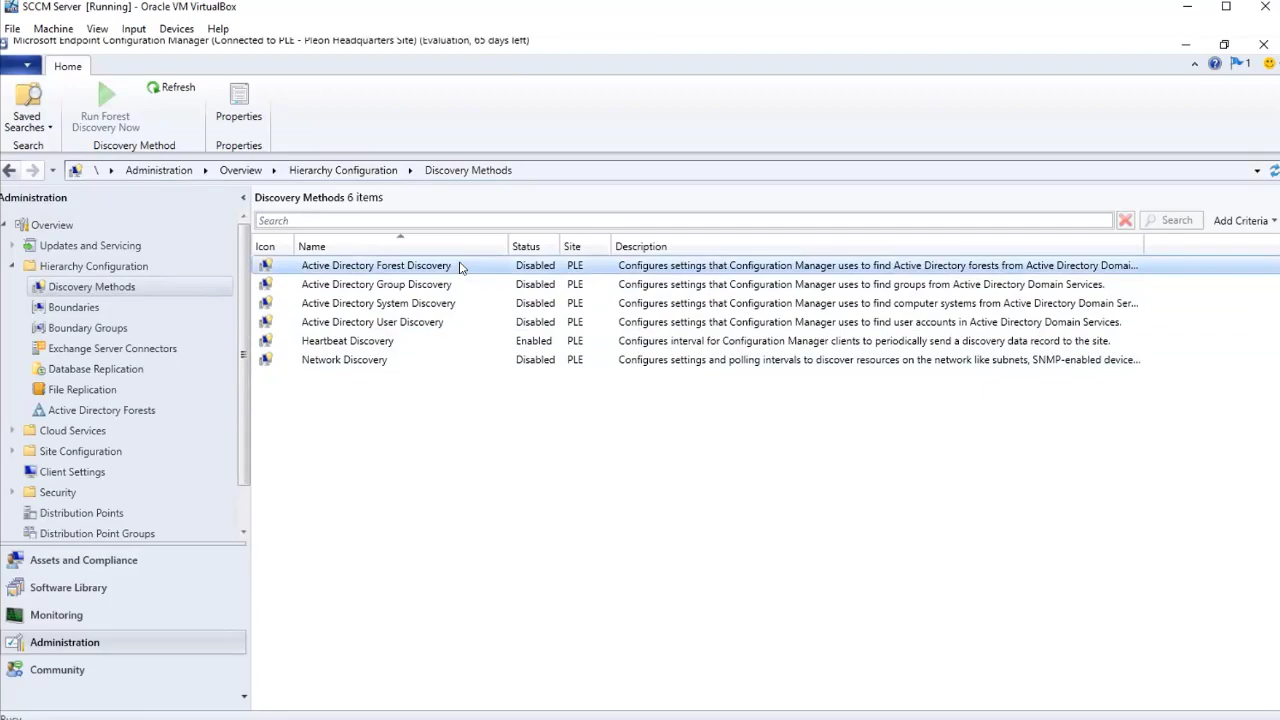 SCCM Server [Running] - Oracle VM VirtualBox
File Machine View Input Devices Help
Microsoft Endpoint Configuration Manager (Connected to PLE - Pleon Headquarters Site) (Evaluation, 65 days left)
Home
1
Saved Searches
Run Forest Discovery Now
Refresh
Properties
Search
Discovery Method
Properties
\ Administration Overview Hierarchy Configuration Discovery Methods
Administration
Overview
Updates and Servicing
Hierarchy Configuration
Discovery Methods
Boundaries
Boundary Groups
Exchange Server Connectors
Database Replication
File Replication
Active Directory Forests
Cloud Services
Site Configuration
Client Settings
Security
Distribution Points
Distribution Point Groups
Assets and Compliance
Software Library
Monitoring
Administration
Community
Discovery Methods 6 items
Search Search Add Criteria
Icon Name Status Site Description
Active Directory Forest Discovery Disabled PLE Configures settings that Configuration Manager uses to find Active Directory forests from Active Directory Domai...
Active Directory Group Discovery Disabled PLE Configures settings that Configuration Manager uses to find groups from Active Directory Domain Services.
Active Directory System Discovery Disabled PLE Configures settings that Configuration Manager uses to find computer systems from Active Directory Domain Ser...
Active Directory User Discovery Disabled PLE Configures settings that Configuration Manager uses to find user accounts in Active Directory Domain Services.
Heartbeat Discovery Enabled PLE Configures interval for Configuration Manager clients to periodically send a discovery data record to the site.
Network Discovery Disabled PLE Configures settings and polling intervals to discover resources on the network like subnets, SNMP-enabled device...